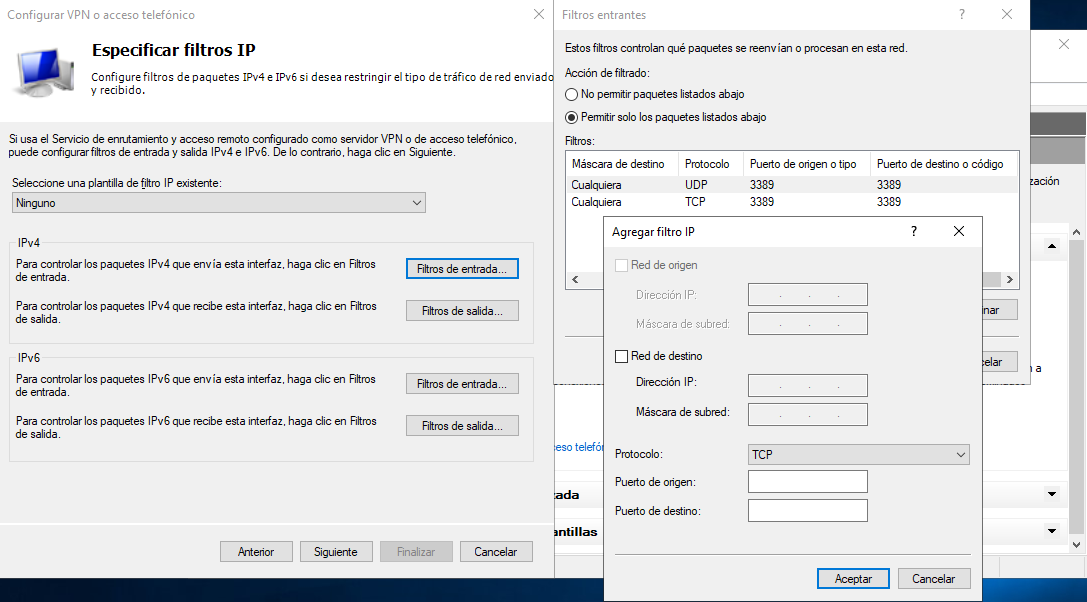 Configurar VPN o acceso telefónico
Especificar filtros IP
Configure filtros de paquetes IPv4 e IPv6 si desea restringir el tipo de tráfico de red enviado
y recibido.
Si usa el Servicio de enrutamiento y acceso remoto configurado como servidor VPN o de acceso telefónico,
puede configurar filtros de entrada y salida IPv4 e IPv6. De lo contrario, haga clic en Siguiente.
Seleccione una plantilla de filtro IP existente:
Ninguno
IPv4
Para controlar los paquetes IPv4 que envía esta interfaz, haga clic en Filtros
de entrada.
Filtros de entrada...
Para controlar los paquetes IPv4 que recibe esta interfaz, haga clic en Filtros
de salida.
Filtros de salida...
IPv6
Para controlar los paquetes IPv6 que envía esta interfaz, haga clic en Filtros
de entrada.
Filtros de entrada...
Para controlar los paquetes IPv6 que recibe esta interfaz, haga clic en Filtros
de salida.
Filtros de salida...
Anterior Siguiente Finalizar Cancelar
Filtros entrantes ?
Estos filtros controlan qué paquetes se reenvían o procesan en esta red.
Acción de filtrado:
No permitir paquetes listados abajo
Permitir solo los paquetes listados abajo
Filtros:
Máscara de destino Protocolo Puerto de origen o tipo Puerto de destino o código
Cualquiera UDP 3389 3389
Cualquiera TCP 3389 3389
inar
celar
Agregar filtro IP ?
Red de origen
Dirección IP: . . .
Máscara de subred: . . .
Red de destino
Dirección IP: . . .
Máscara de subred: . . .
Protocolo: TCP
Puerto de origen:
Puerto de destino:
Aceptar Cancelar
zación
n a
eso telefón
ada
antillas